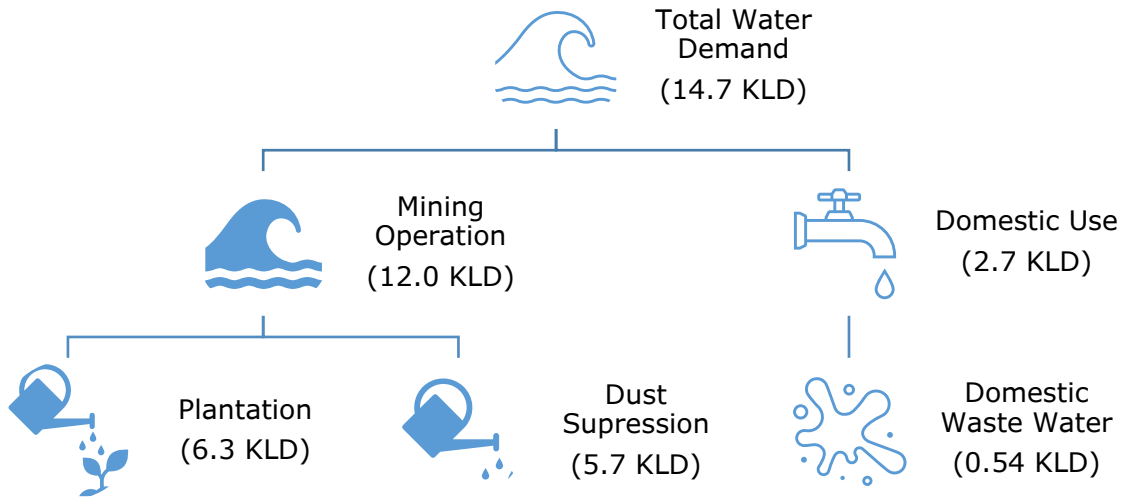 Total Water
Demand
(14.7 KLD)
Mining
Operation
(12.0 KLD)
Domestic Use
(2.7 KLD)
Plantation
(6.3 KLD)
Dust
Supression
(5.7 KLD)
Domestic
Waste Water
(0.54 KLD)